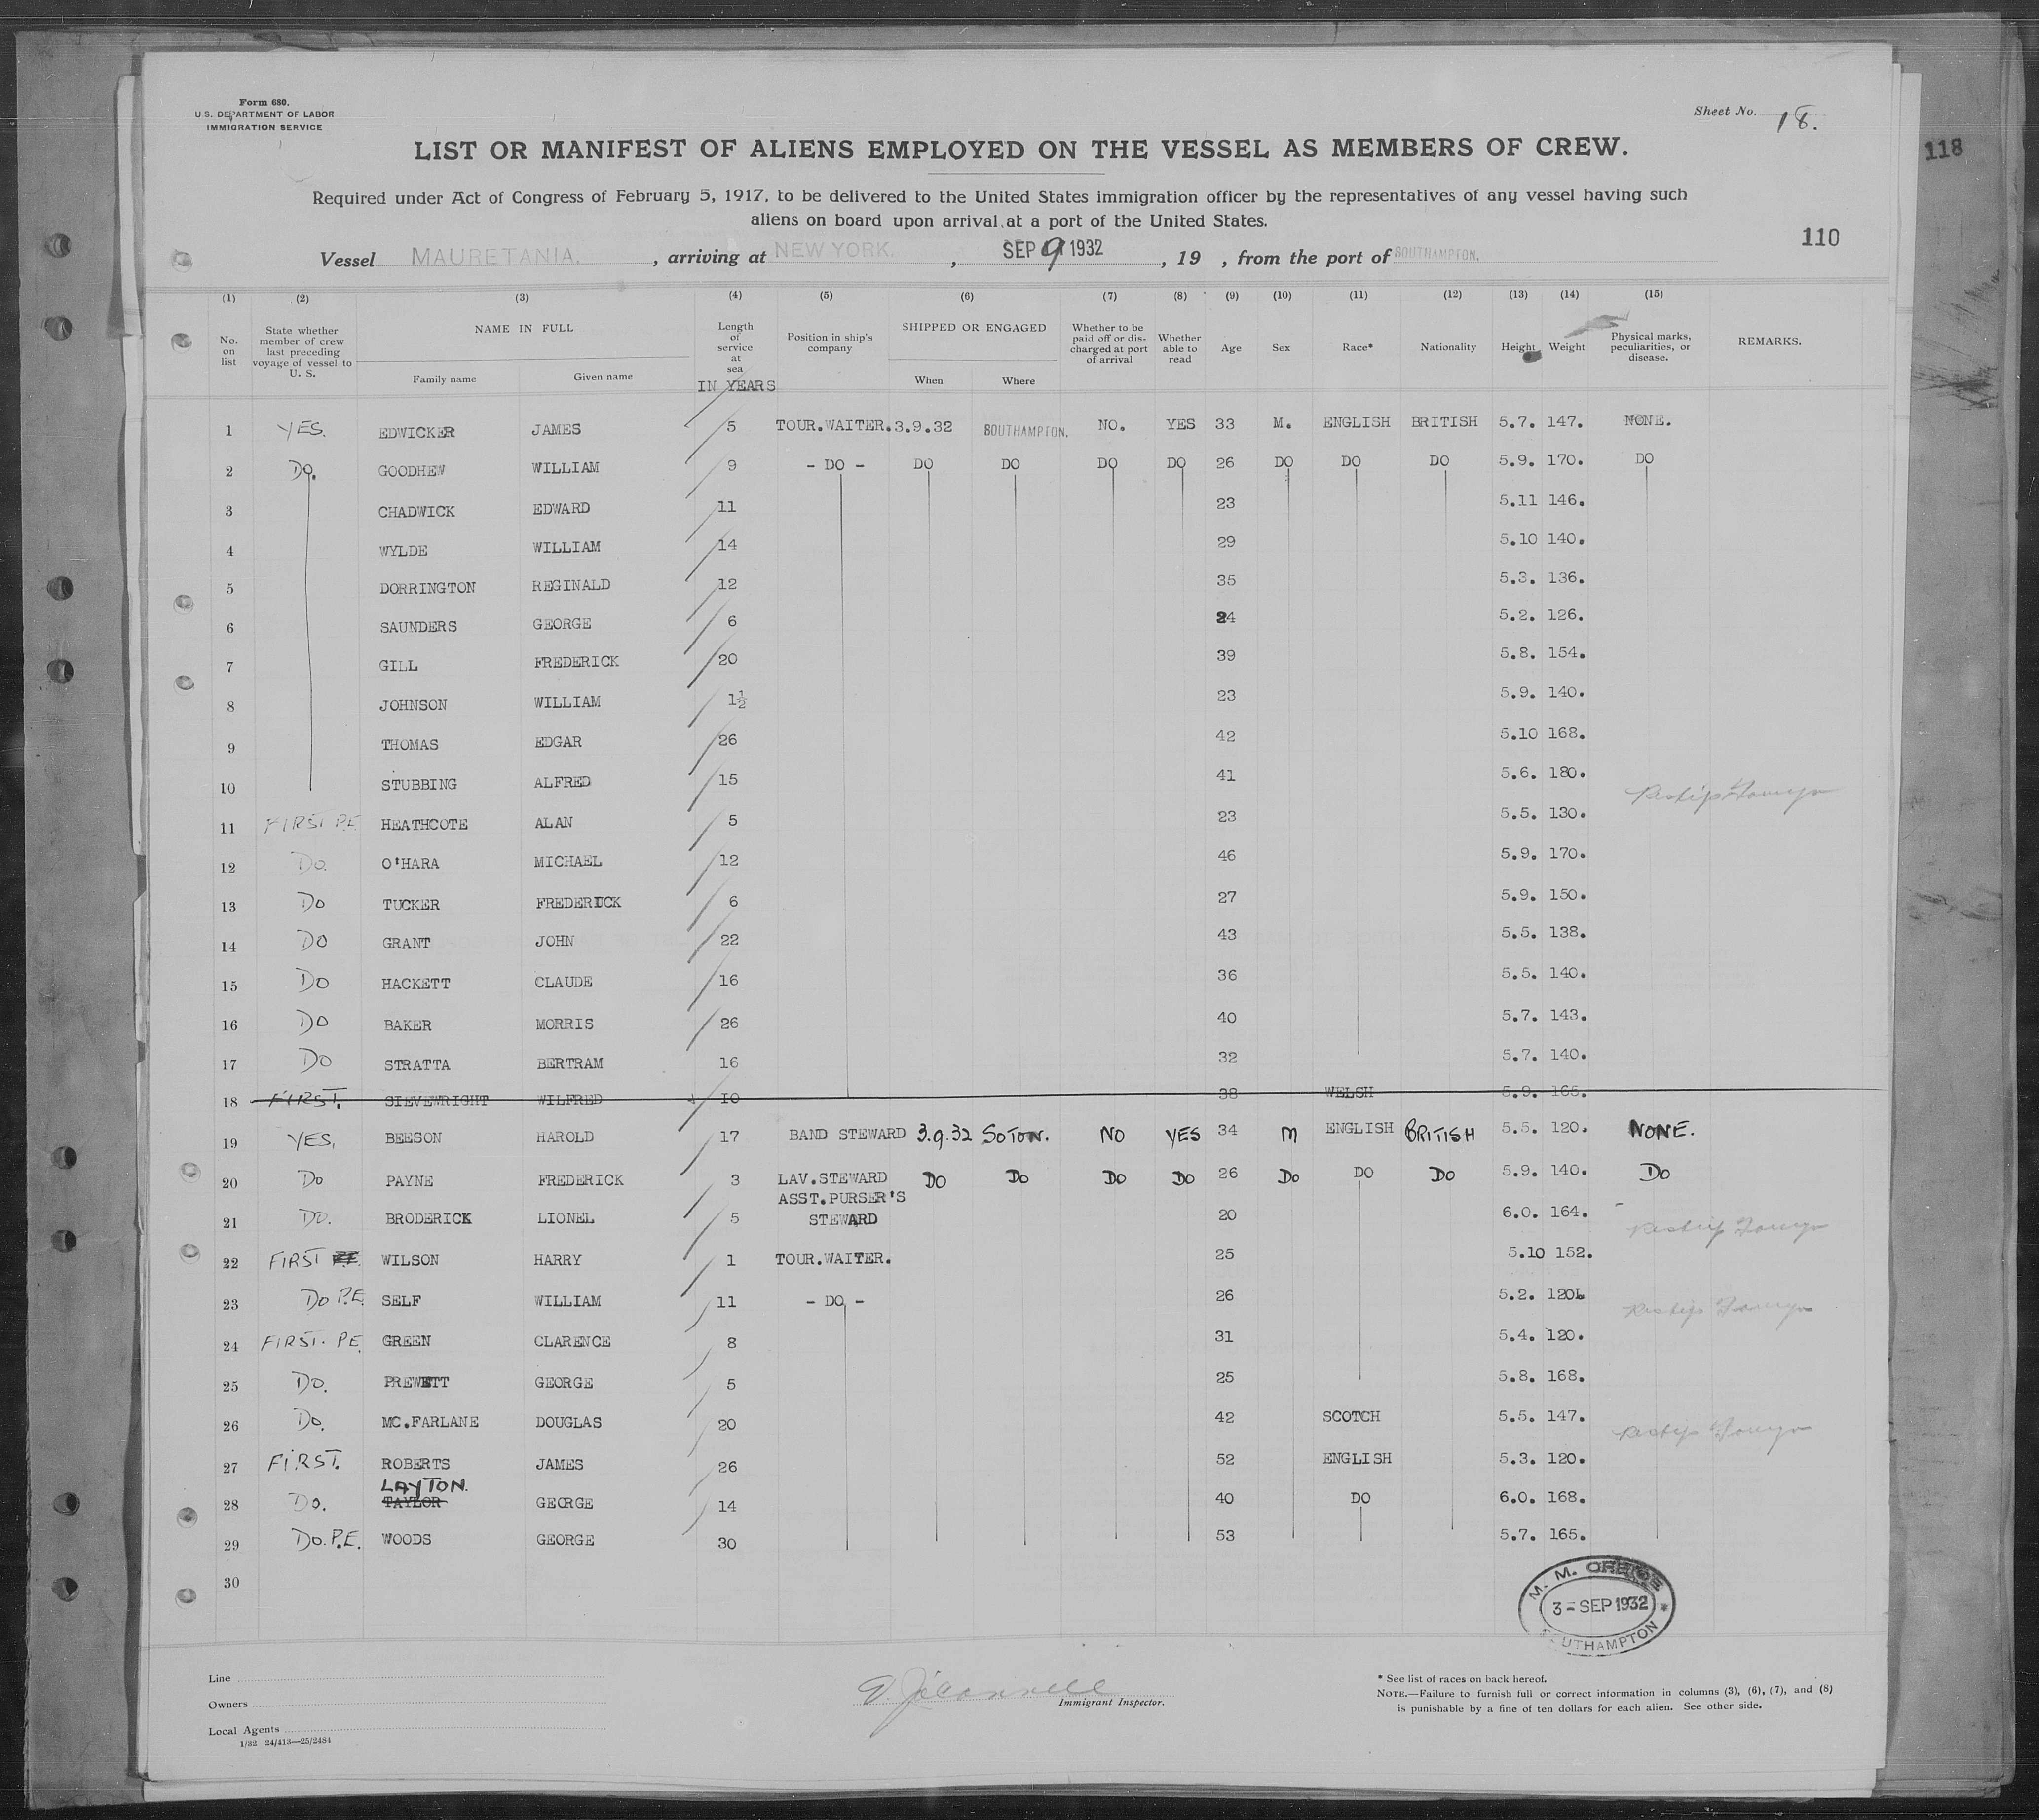 Form 680.
U.S. DEPARTMENT OF LABOR
IMMIGRATION SERVICE
Sheet No. 18.
118
LIST OR MANIFEST OF ALIENS EMPLOYED ON THE VESSEL AS MEMBERS OF CREW.
Required under Act of Congress of February 5, 1917, to be delivered to the United States immigration officer by the representatives of any vessel having such
aliens on board upon arrival at a port of the United States.
110
Vessel MAURETANIA. , arriving at NEW YORK. , SEP 9 1932 , 19 , from the port of SOUTHAMPTON.
(1) (2) (3) (4) (5) (6) (7) (8) (9) (10) (11) (12) (13) (14) (15)
No. on list State whether member of crew last preceding voyage of vessel to U. S. NAME IN FULL Family name Given name Length of service at sea IN YEARS Position in ship's company SHIPPED OR ENGAGED When Where Whether to be paid off or discharged at port of arrival Whether able to read Age Sex Race* Nationality Height Weight Physical marks, peculiarities, or disease. REMARKS.
1 YES. EDWICKER JAMES 5 TOUR.WAITER. 3.9.32 SOUTHAMPTON. NO. YES 33 M. ENGLISH BRITISH 5.7. 147. NONE.
2 DO. GOODHEW WILLIAM 9 - DO - DO DO DO DO 26 DO DO DO 5.9. 170. DO
3 CHADWICK EDWARD 11 23 5.11 146.
4 WYLDE WILLIAM 14 29 5.10 140.
5 DORRINGTON REGINALD 12 35 5.3. 136.
6 SAUNDERS GEORGE 6 24 5.2. 126.
7 GILL FREDERICK 20 39 5.8. 154.
8 JOHNSON WILLIAM 1½ 23 5.9. 140.
9 THOMAS EDGAR 26 42 5.10 168.
10 STUBBING ALFRED 15 41 5.6. 180.
11 FIRST P.E HEATHCOTE ALAN 5 23 5.5. 130.
12 Do. O'HARA MICHAEL 12 46 5.9. 170.
13 Do TUCKER FREDERICK 6 27 5.9. 150.
14 Do GRANT JOHN 22 43 5.5. 138.
15 Do HACKETT CLAUDE 16 36 5.5. 140.
16 Do BAKER MORRIS 26 40 5.7. 143.
17 Do STRATTA BERTRAM 16 32 5.7. 140.
18 FIRST. SIEVEWRIGHT WILFRED 10 38 WELSH 5.9. 165.
19 YES. BEESON HAROLD 17 BAND STEWARD 3.9.32 SOTON. NO YES 34 M ENGLISH BRITISH 5.5. 120. NONE.
20 Do PAYNE FREDERICK 3 LAV.STEWARD DO Do Do Do 26 Do DO Do 5.9. 140. Do
21 DO. BRODERICK LIONEL 5 ASST.PURSER'S STEWARD 20 6.0. 164.
22 FIRST WILSON HARRY 1 TOUR.WAITER. 25 5.10 152.
23 Do P.E. SELF WILLIAM 11 - DO - 26 5.2. 120.
24 FIRST. PE. GREEN CLARENCE 8 31 5.4. 120.
25 Do. PREWETT GEORGE 5 25 5.8. 168.
26 Do. MC.FARLANE DOUGLAS 20 42 SCOTCH 5.5. 147.
27 FIRST. ROBERTS JAMES 26 52 ENGLISH 5.3. 120.
LAYTON.
28 Do. TAYLOR GEORGE 14 40 DO 6.0. 168.
29 Do. P.E. WOODS GEORGE 30 53 5.7. 165.
30
M. M. OFFICE
3 - SEP 1932
SOUTHAMPTON
Line
Owners
Local Agents
1/32 24/413—25/2484
Immigrant Inspector.
* See list of races on back hereof.
NOTE.—Failure to furnish full or correct information in columns (3), (6), (7), and (8)
is punishable by a fine of ten dollars for each alien. See other side.